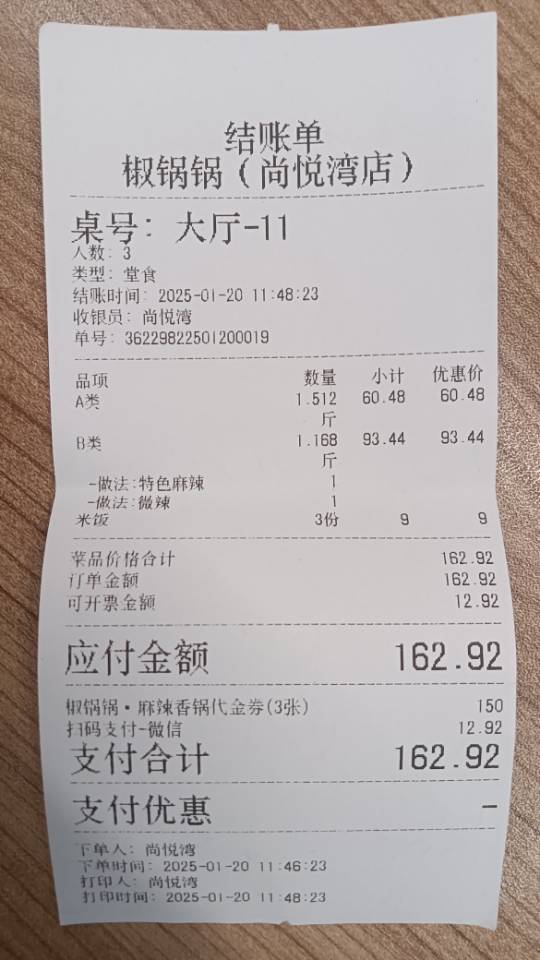 结账单
椒锅锅（尚悦湾店）
桌号: 大厅-11
人数: 3
类型: 堂食
结账时间: 2025-01-20 11:48:23
收银员: 尚悦湾
单号: 36229822501200019
品项 数量 小计 优惠价
A类 1.512 60.48 60.48
斤
B类 1.168 93.44 93.44
斤
-做法:特色麻辣 1
-做法:微辣 1
米饭 3份 9 9
菜品价格合计 162.92
订单金额 162.92
可开票金额 12.92
应付金额 162.92
椒锅锅·麻辣香锅代金券(3张) 150
扫码支付-微信 12.92
支付合计 162.92
支付优惠 -
下单人: 尚悦湾
下单时间: 2025-01-20 11:46:23
打印人: 尚悦湾
打印时间: 2025-01-20 11:48:23